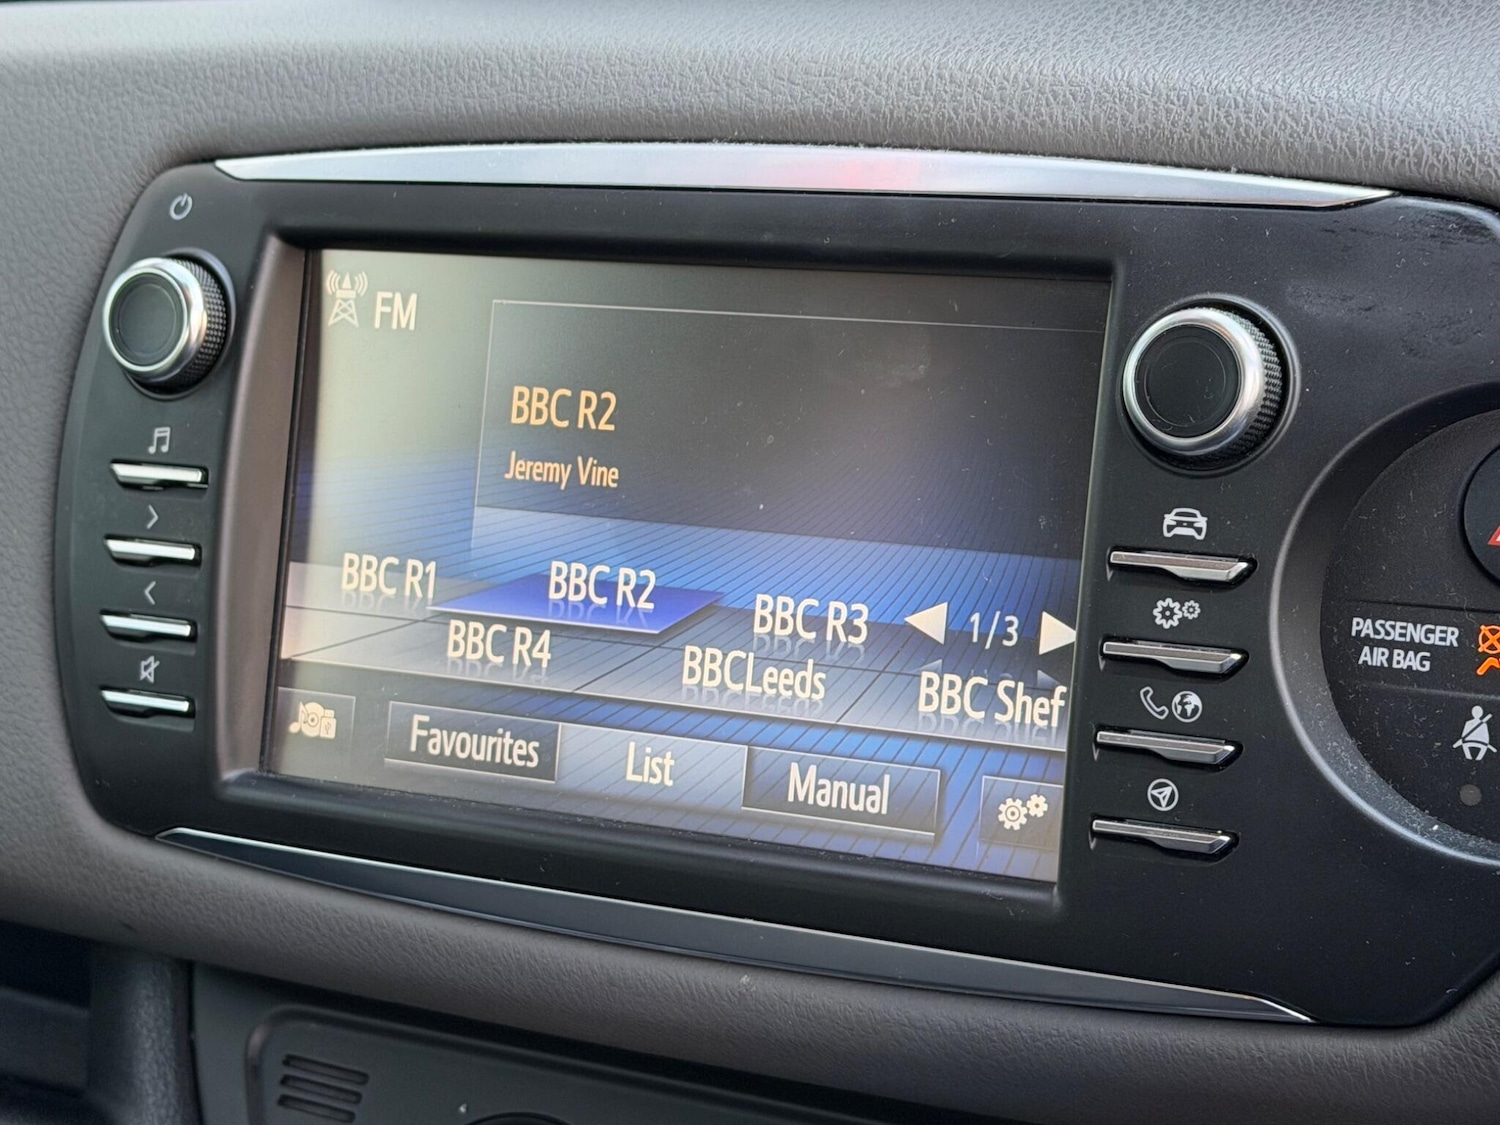 FM
BBC R2
Jeremy Vine
BBC R1
BBC R2
BBC R3
1/3
BBC R4
BBCLeeds
BBC Shef
Favourites
List
Manual
PASSENGER
AIR BAG